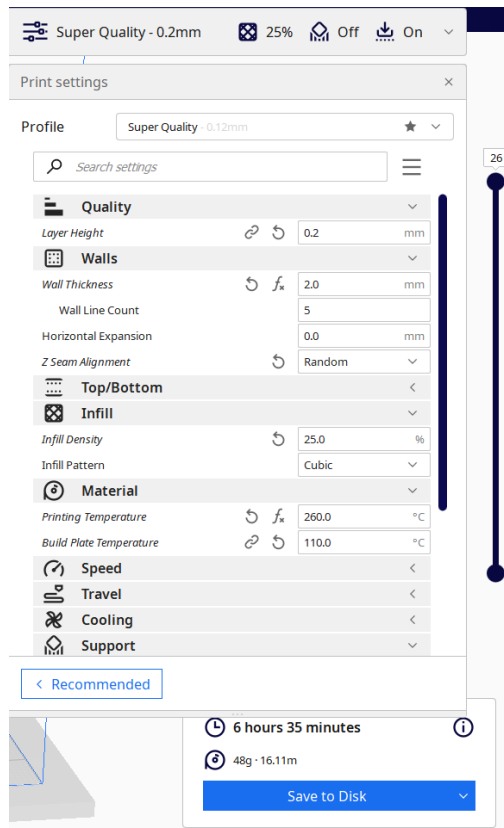 Super Quality - 0.2mm 25% Off On
Print settings
Profile Super Quality - 0.12mm
Search settings
26
Quality
Layer Height 0.2 mm
Walls
Wall Thickness 2.0 mm
Wall Line Count 5
Horizontal Expansion 0.0 mm
Z Seam Alignment Random
Top/Bottom
Infill
Infill Density 25.0 %
Infill Pattern Cubic
Material
Printing Temperature 260.0 °C
Build Plate Temperature 110.0 °C
Speed
Travel
Cooling
Support
Recommended
6 hours 35 minutes
48g · 16.11m
Save to Disk